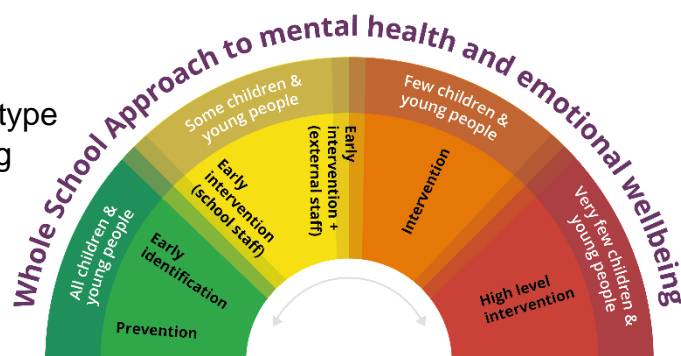 Whole School Approach to mental health and emotional wellbeing
type
g
All children &
young people
Some children &
young people
Few children &
young people
Very few children &
young people
Prevention
Early
identification
Early
intervention
(school staff)
Early
intervention +
(external staff)
Intervention
High level
intervention